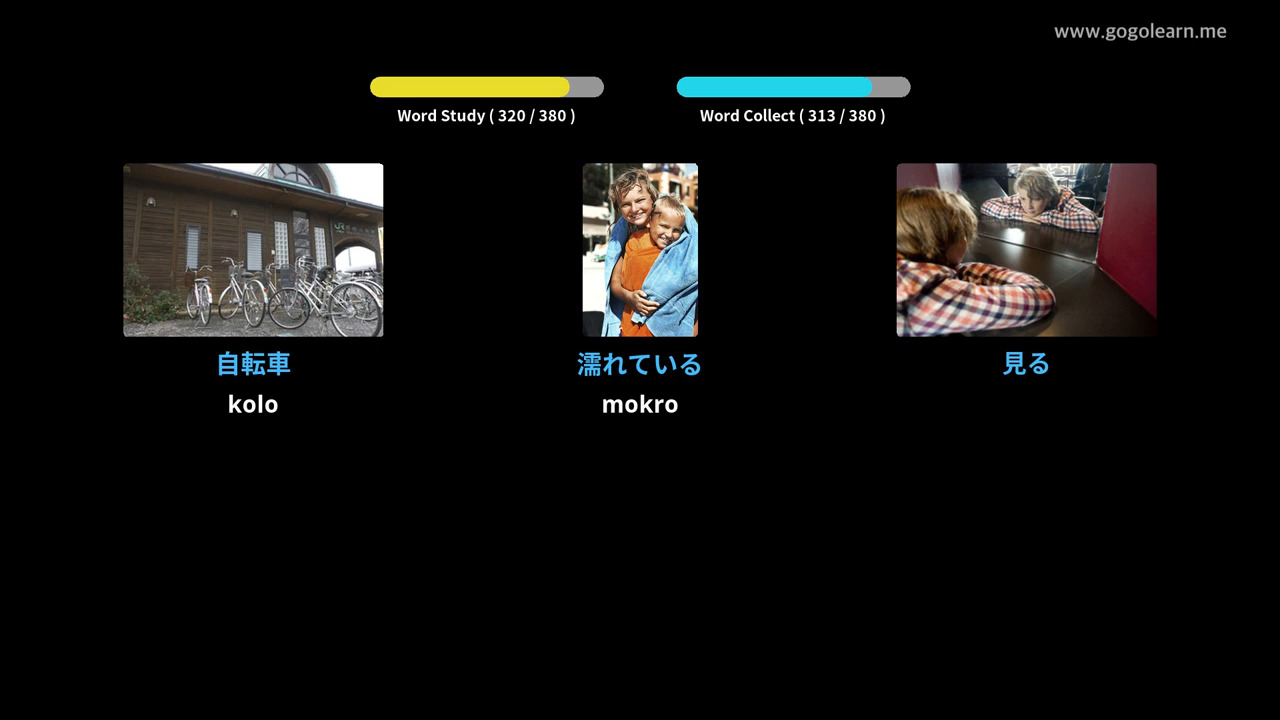 www.gogolearn.me
Word Study ( 320 / 380 )
Word Collect ( 313 / 380 )
JR
自転車
濡れている
見る
kolo
mokro